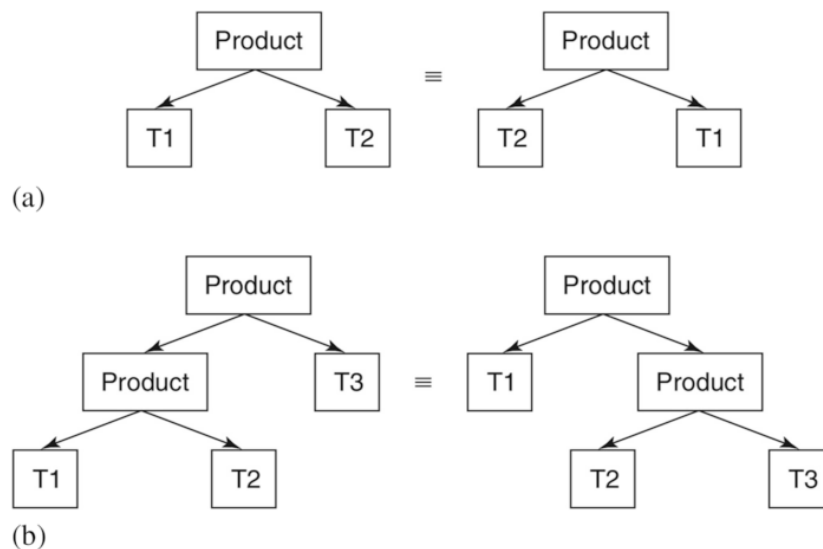 Product ≡ Product
T1 T2 T2 T1
(a)
Product Product
Product T3 ≡ T1 Product
T1 T2 T2 T3
(b)